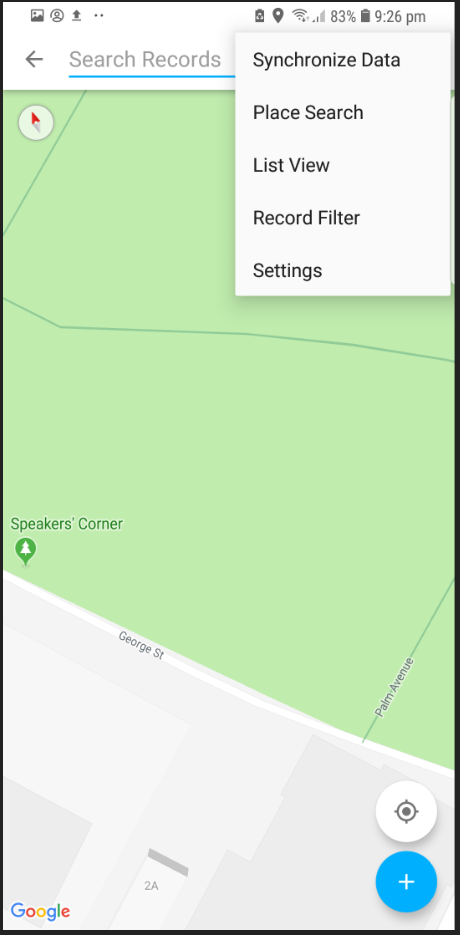 83% 9:26 pm
Search Records
Synchronize Data
Place Search
List View
Record Filter
Settings
Speakers' Corner
George St
Palm Avenue
2A
Google